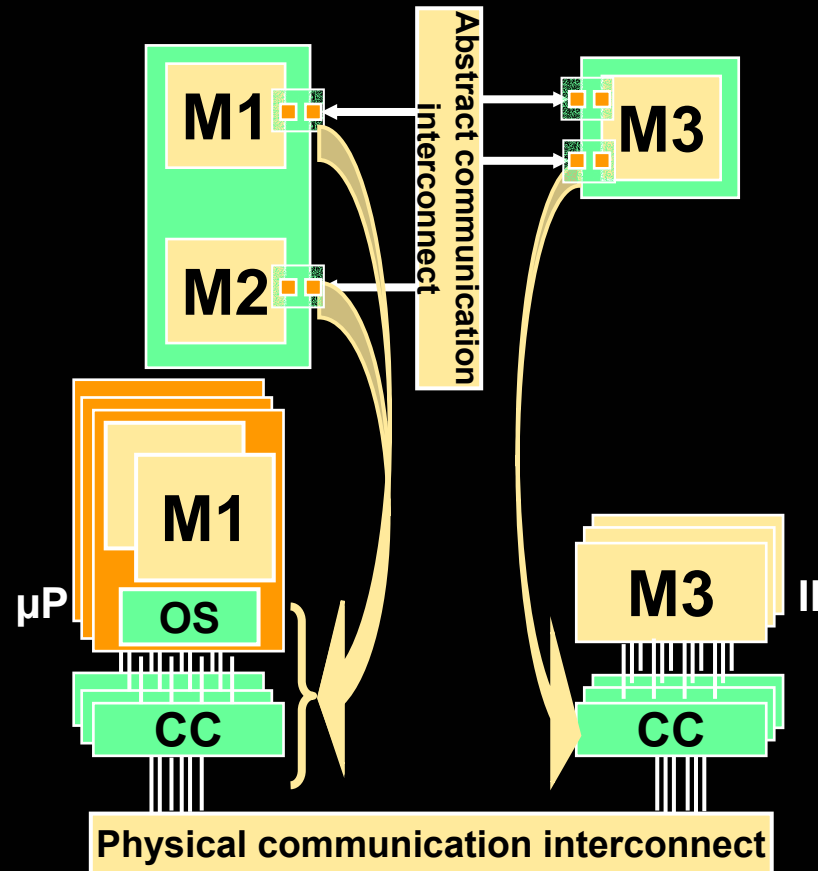 M1
Abstract communication
interconnect
M3
M2
M1
µP
OS
M3
CC
CC
Physical communication interconnect